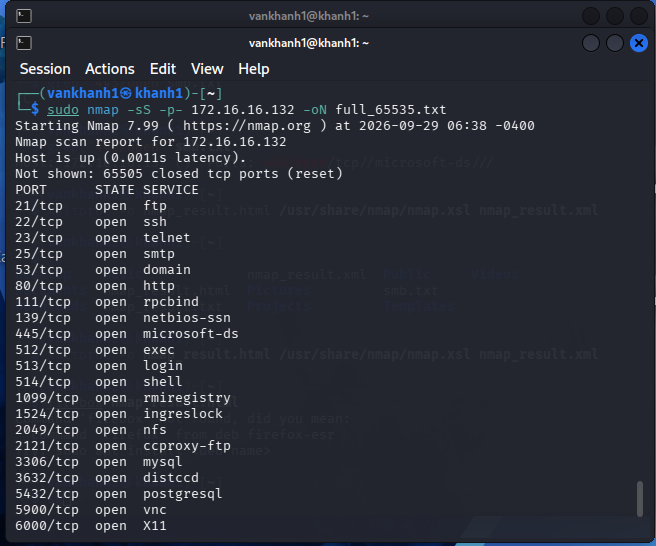 vankhanh1@khanh1: ~
vankhanh1@khanh1: ~
Session Actions Edit View Help
┌──(vankhanh1㉿khanh1)-[~]
└─$ sudo nmap -sS -p- 172.16.16.132 -oN full_65535.txt
Starting Nmap 7.99 ( https://nmap.org ) at 2026-09-29 06:38 -0400
Nmap scan report for 172.16.16.132
Host is up (0.0011s latency).
Not shown: 65505 closed tcp ports (reset)
PORT STATE SERVICE
21/tcp open ftp
22/tcp open ssh
23/tcp open telnet
25/tcp open smtp
53/tcp open domain
80/tcp open http
111/tcp open rpcbind
139/tcp open netbios-ssn
445/tcp open microsoft-ds
512/tcp open exec
513/tcp open login
514/tcp open shell
1099/tcp open rmiregistry
1524/tcp open ingreslock
2049/tcp open nfs
2121/tcp open ccproxy-ftp
3306/tcp open mysql
3632/tcp open distccd
5432/tcp open postgresql
5900/tcp open vnc
6000/tcp open X11